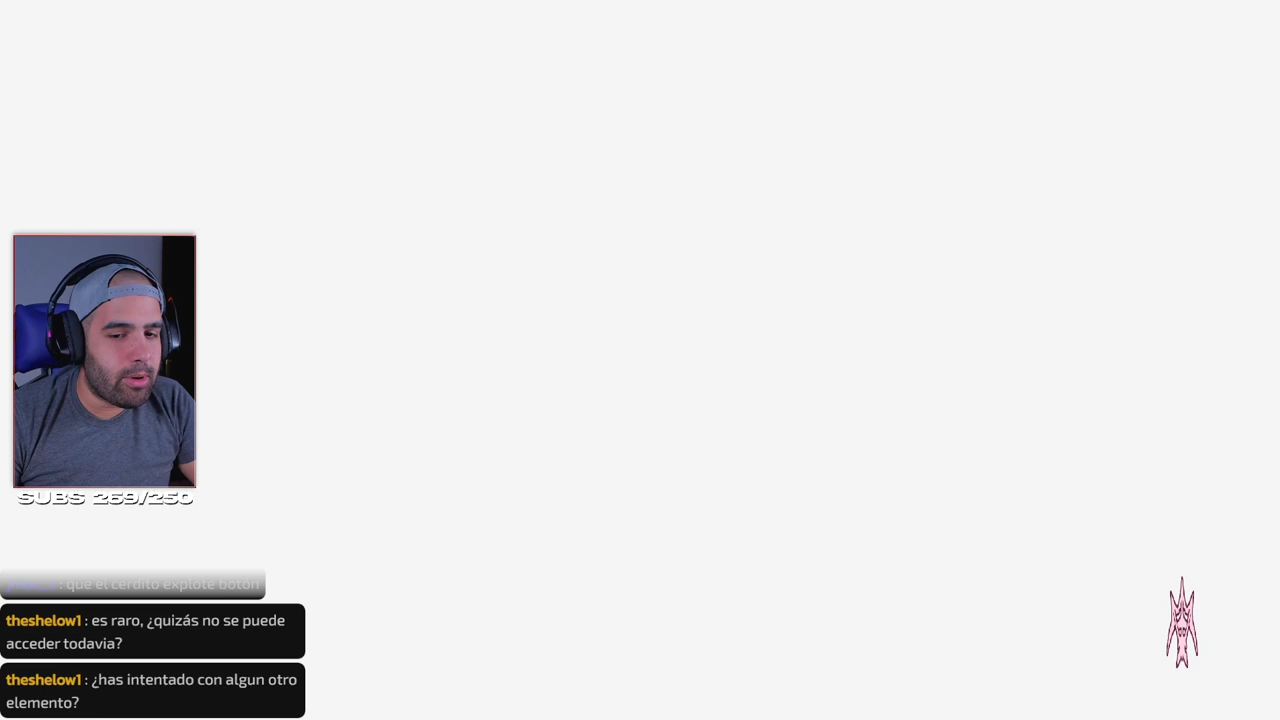 SUBS 269/250
: que el cerdito explote botón
theshelow1 : es raro, ¿quizás no se puede
acceder todavia?
theshelow1 : ¿has intentado con algun otro
elemento?